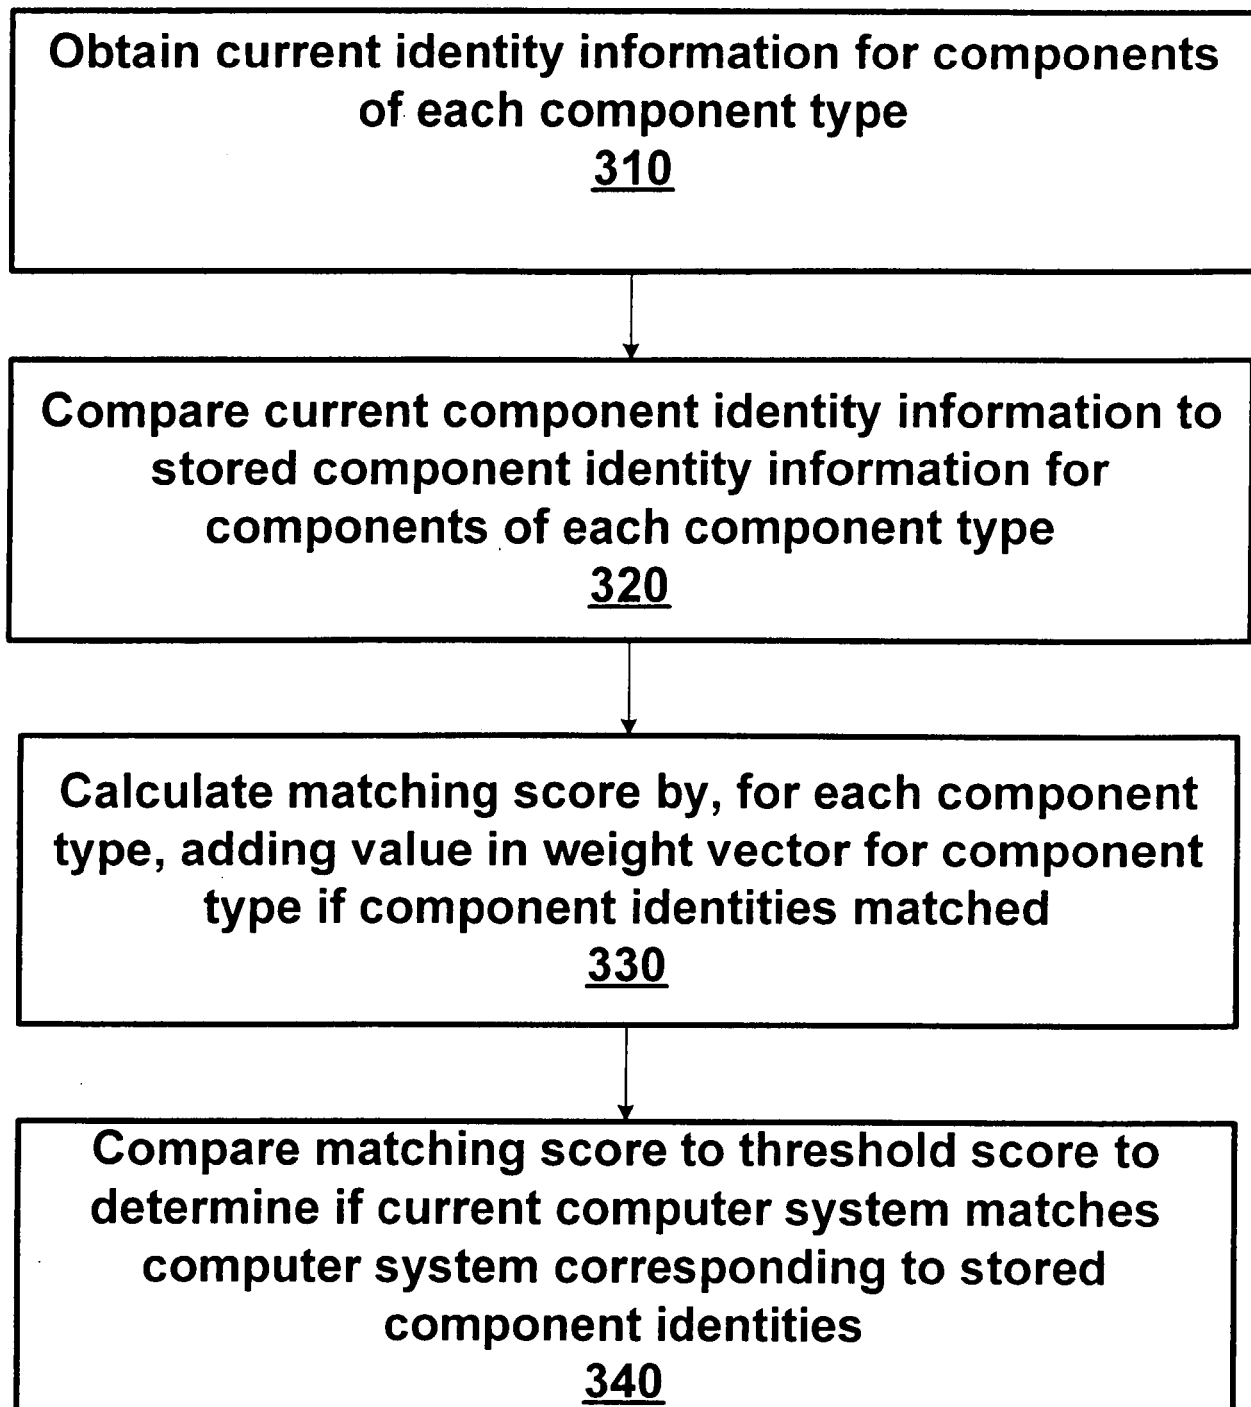 Obtain current identity information for components
of each component type
310
Compare current component identity information to
stored component identity information for
components of each component type
320
Calculate matching score by, for each component
type, adding value in weight vector for component
type if component identities matched
330
Compare matching score to threshold score to
determine if current computer system matches
computer system corresponding to stored
component identities
340